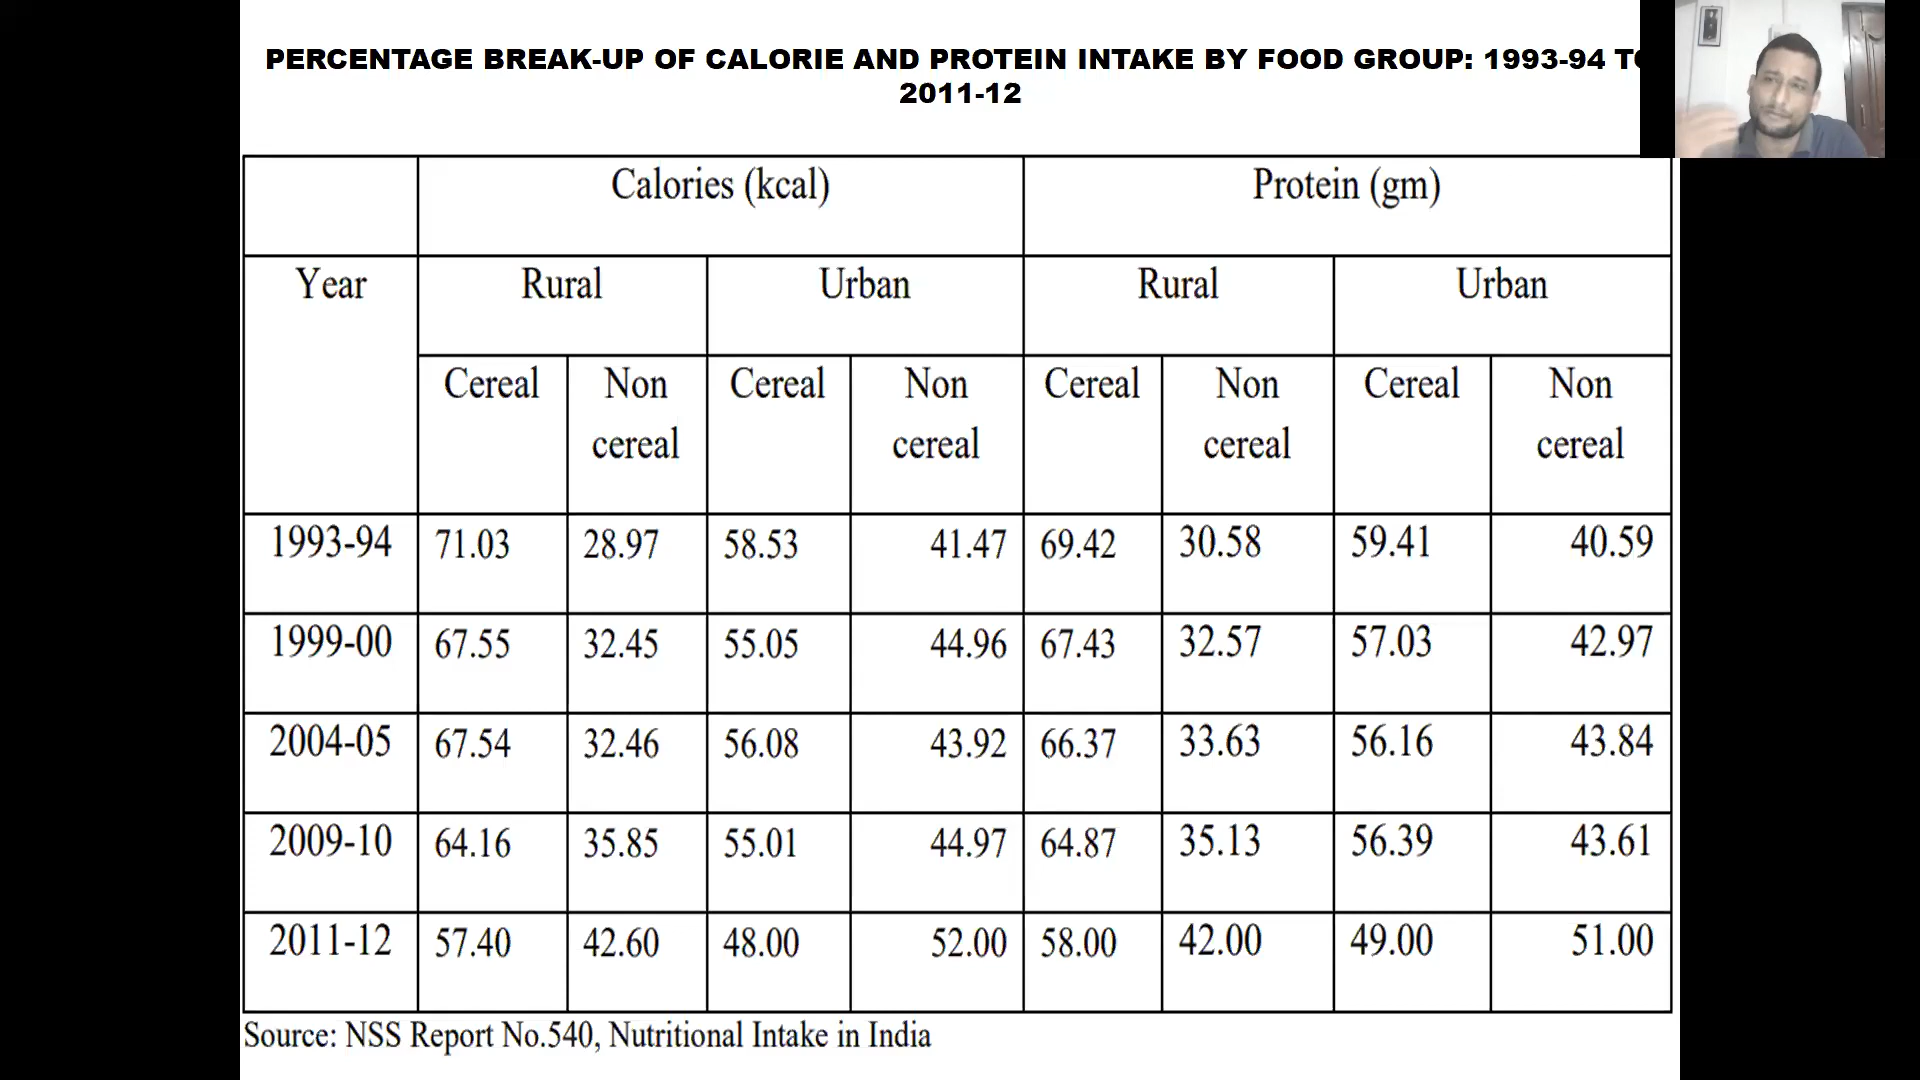 PERCENTAGE BREAK-UP OF CALORIE AND PROTEIN INTAKE BY FOOD GROUP: 1993-94 TO
2011-12
Calories (kcal) Protein (gm)
Year Rural Urban Rural Urban
Cereal Non cereal Cereal Non cereal Cereal Non cereal Cereal Non cereal
1993-94 71.03 28.97 58.53 41.47 69.42 30.58 59.41 40.59
1999-00 67.55 32.45 55.05 44.96 67.43 32.57 57.03 42.97
2004-05 67.54 32.46 56.08 43.92 66.37 33.63 56.16 43.84
2009-10 64.16 35.85 55.01 44.97 64.87 35.13 56.39 43.61
2011-12 57.40 42.60 48.00 52.00 58.00 42.00 49.00 51.00
Source: NSS Report No.540, Nutritional Intake in India